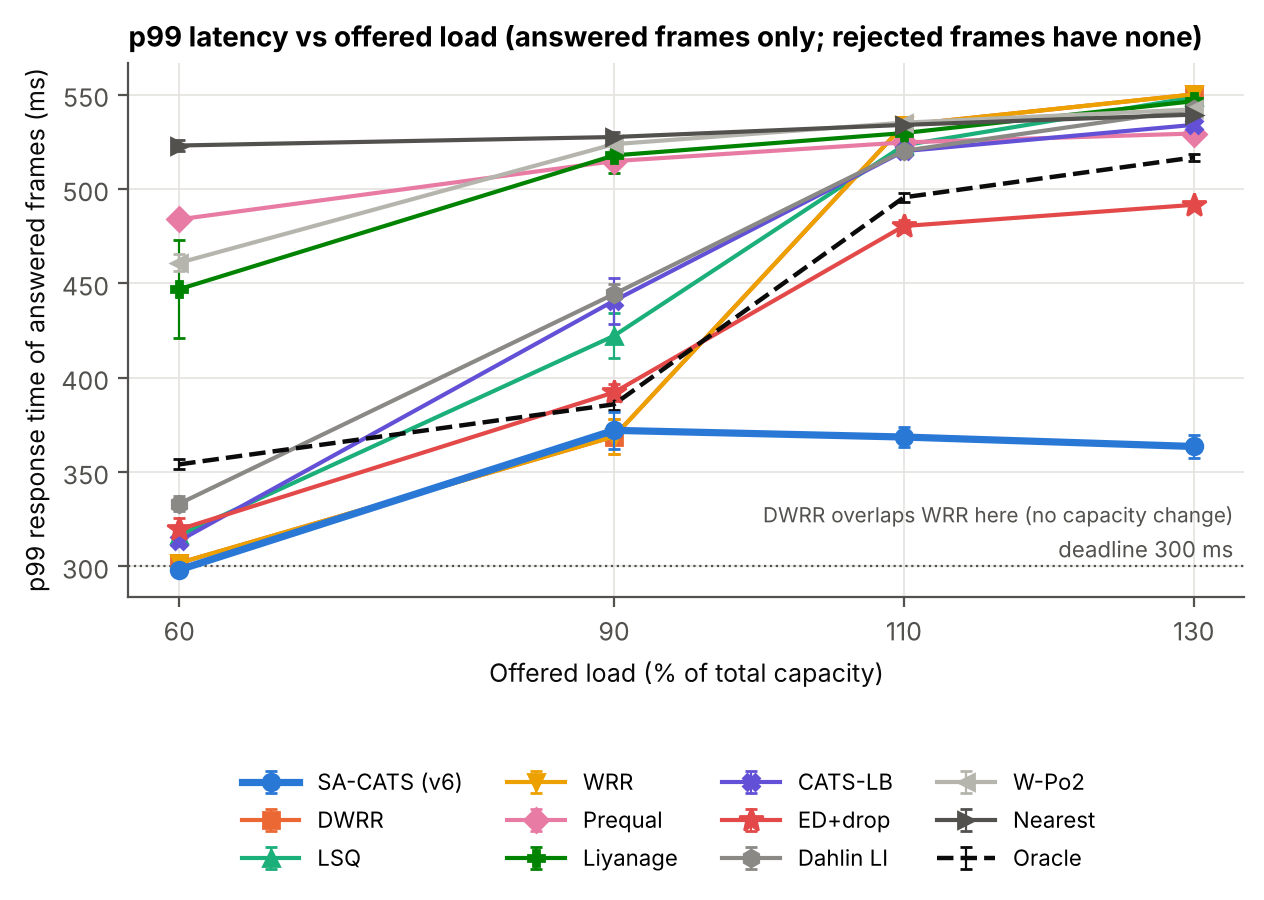 p99 latency vs offered load (answered frames only; rejected frames have none)
p99 response time of answered frames (ms)
550
500
450
400
350
300
DWRR overlaps WRR here (no capacity change)
deadline 300 ms
60 90 110 130
Offered load (% of total capacity)
SA-CATS (v6) WRR CATS-LB W-Po2
DWRR Prequal ED+drop Nearest
LSQ Liyanage Dahlin LI Oracle